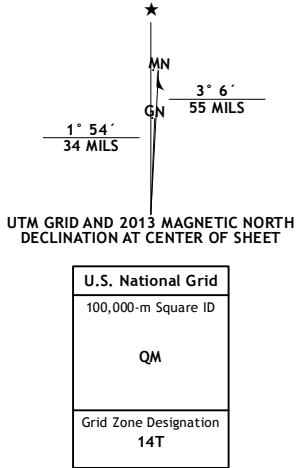 ★
MN
3° 6´
55 MILS
GN
1° 54´
34 MILS
UTM GRID AND 2013 MAGNETIC NORTH
DECLINATION AT CENTER OF SHEET
U.S. National Grid
100,000-m Square ID
QM
Grid Zone Designation
14T